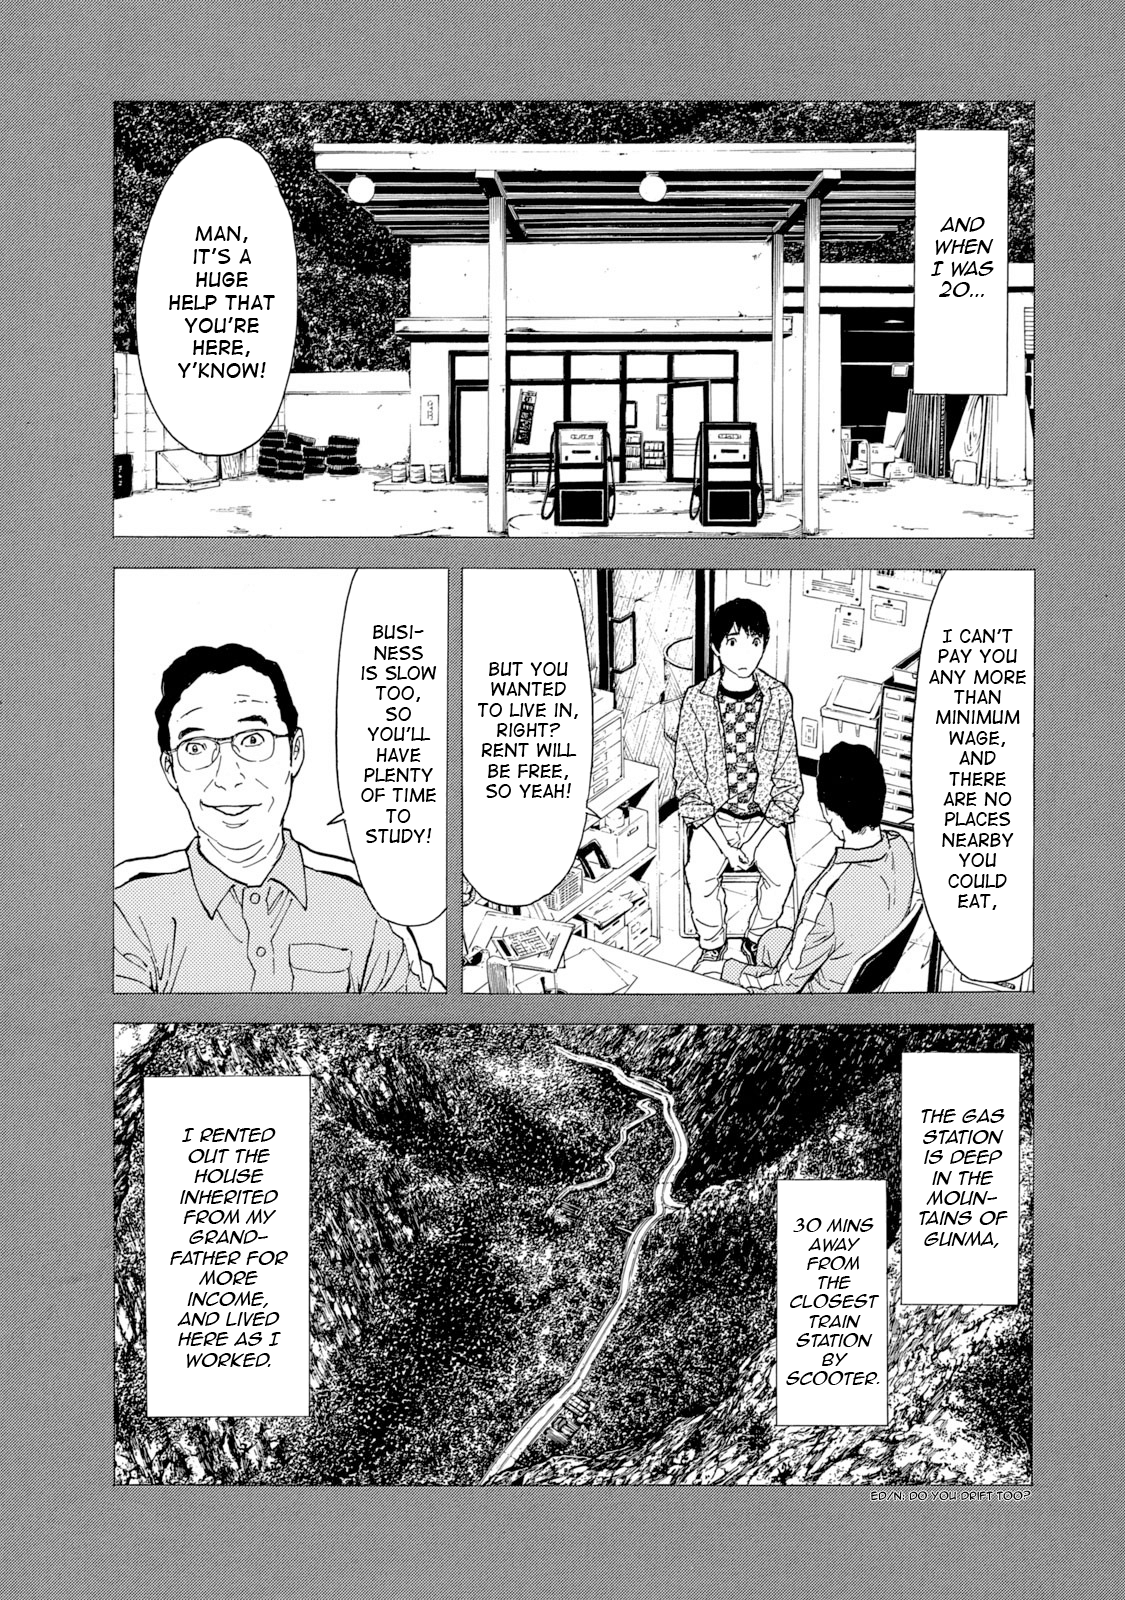 AND
WHEN
I WAS
20...
MAN,
IT'S A
HUGE
HELP THAT
YOU'RE
HERE,
Y'KNOW!
I CAN'T
PAY YOU
ANY MORE
THAN
MINIMUM
WAGE,
AND
THERE
ARE NO
PLACES
NEARBY
YOU
COULD
EAT,
BUT YOU
WANTED
TO LIVE IN,
RIGHT?
RENT WILL
BE FREE,
SO YEAH!
BUSI-
NESS
IS SLOW
TOO,
SO
YOU'LL
HAVE
PLENTY
OF TIME
TO
STUDY!
THE GAS
STATION
IS DEEP
IN THE
MOUN-
TAINS OF
GUNMA,
30 MINS
AWAY
FROM
THE
CLOSEST
TRAIN
STATION
BY
SCOOTER.
I RENTED
OUT THE
HOUSE
INHERITED
FROM MY
GRAND-
FATHER FOR
MORE
INCOME,
AND LIVED
HERE AS I
WORKED.
ED/N: DO YOU DRIFT TOO?